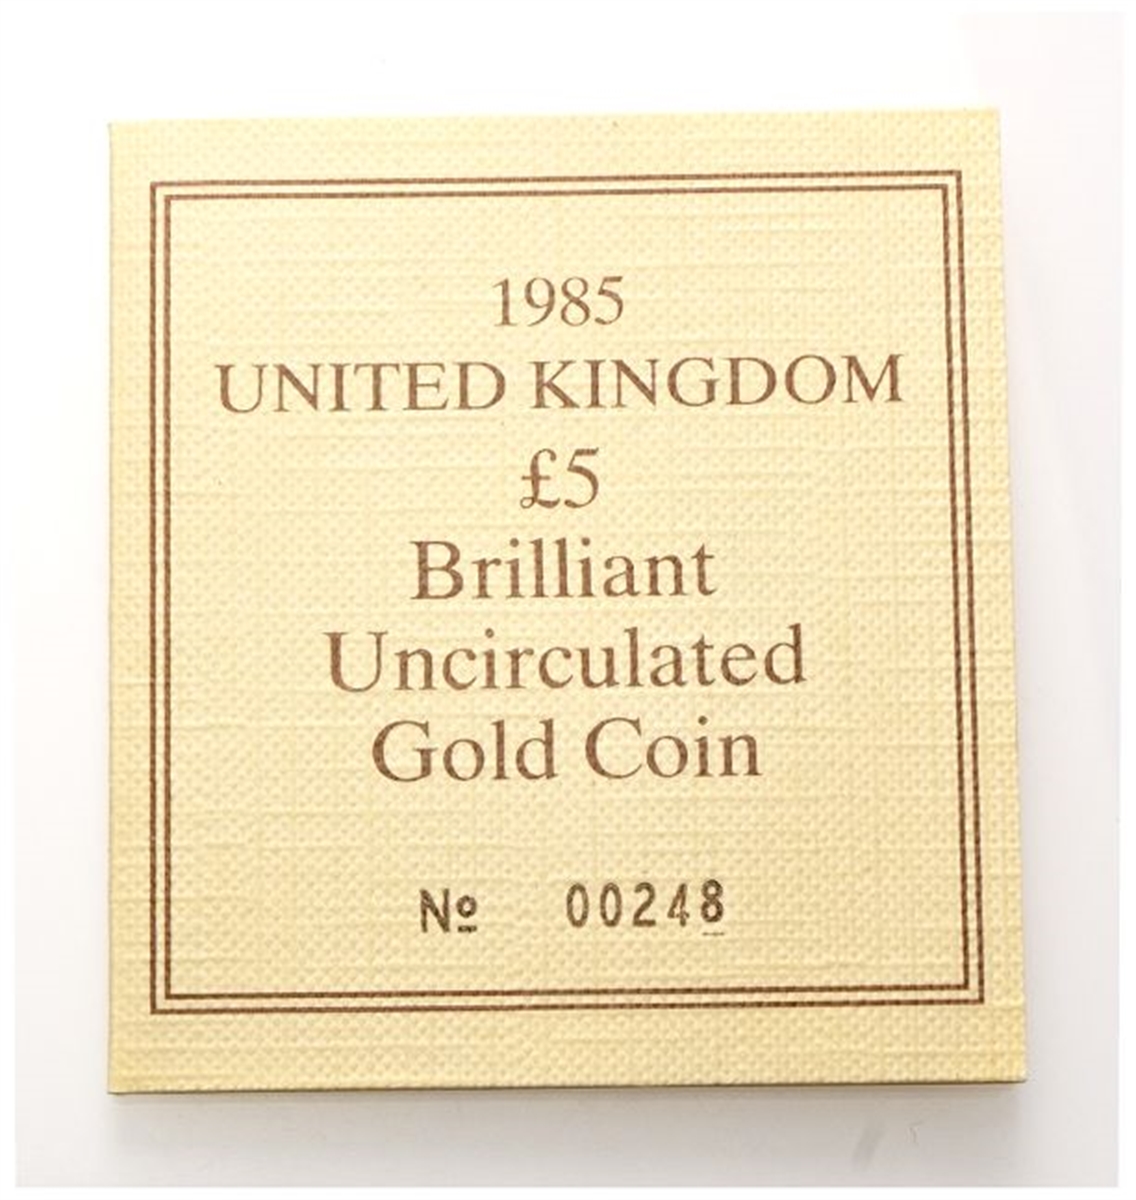 1985
UNITED KINGDOM
£5
Brilliant
Uncirculated
Gold Coin
Nº 00248